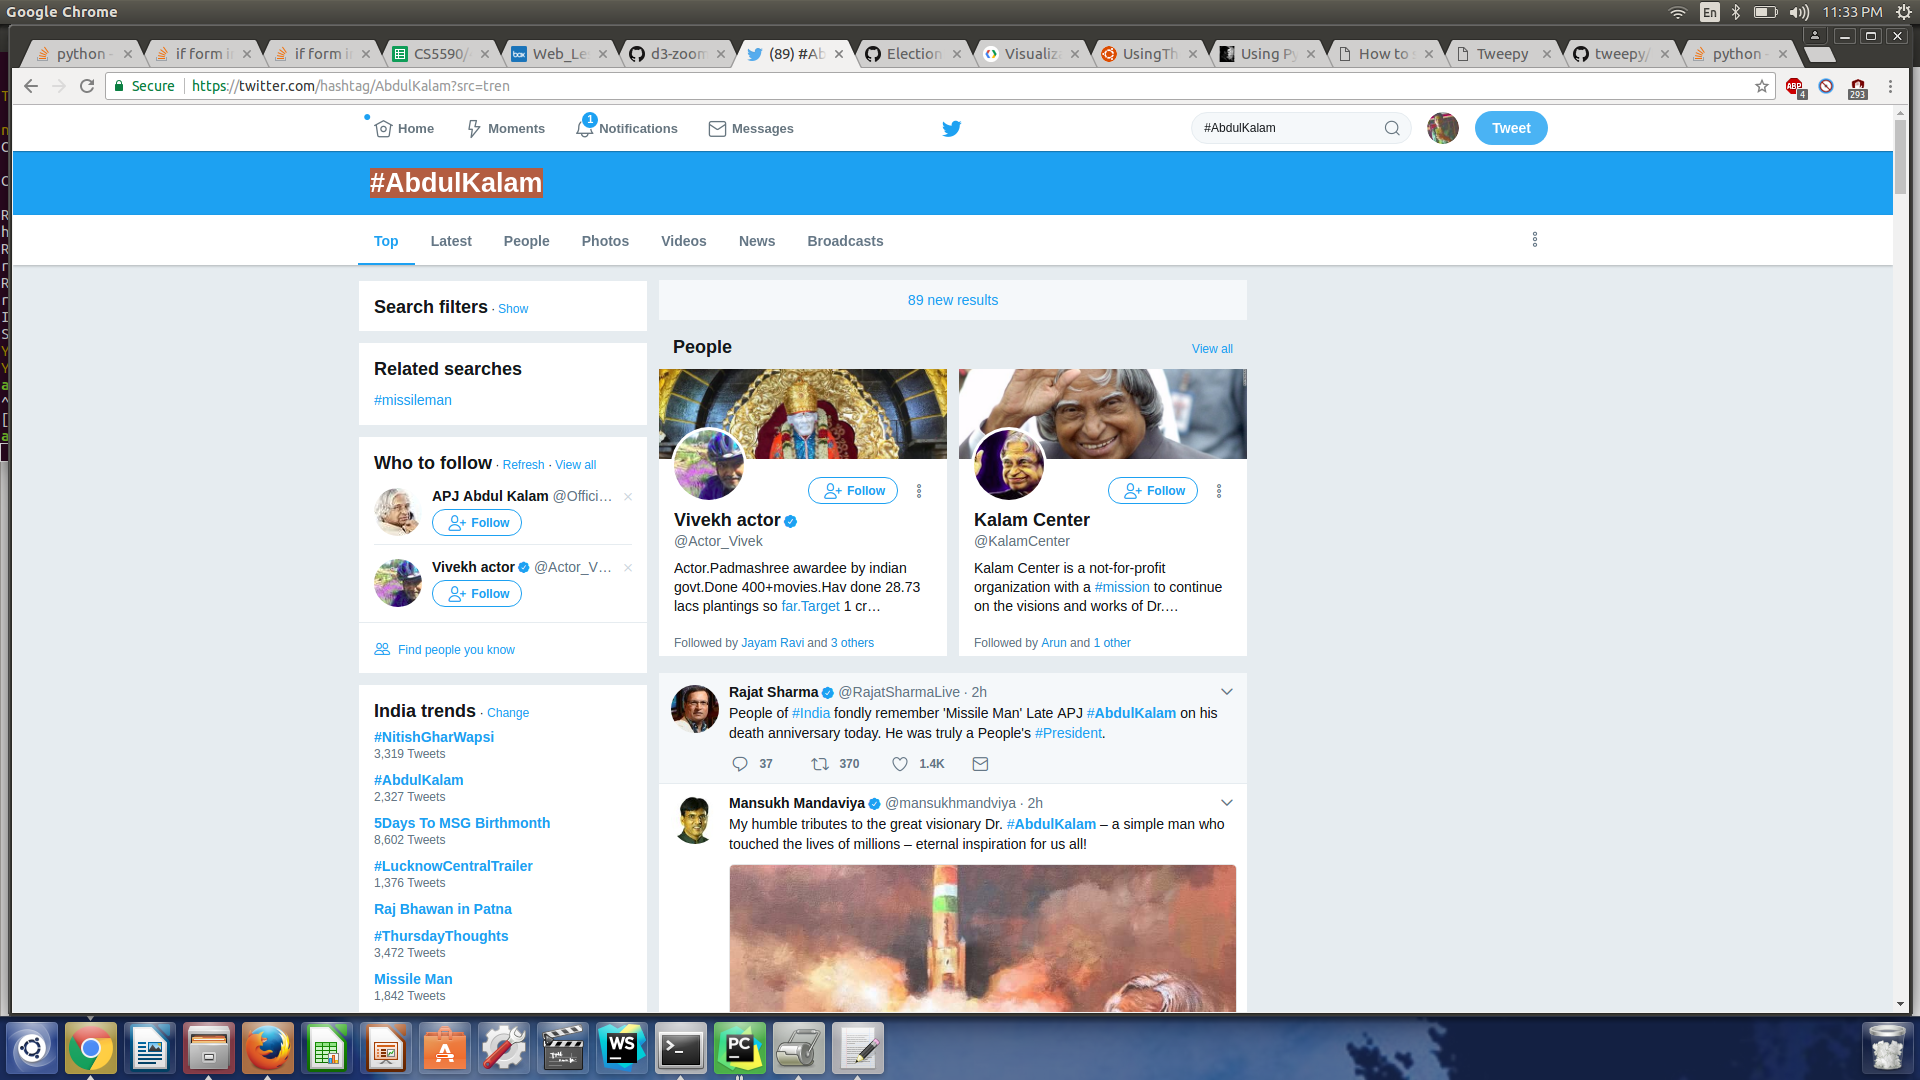 Google Chrome
En
11:33 PM
python -
if form in
if form in
CS5590/
Web_Le
d3-zoom
(89) #Ab
Election
Visualiza
UsingTh
Using Py
How to s
Tweepy
tweepy/
python -
Secure
https://twitter.com/hashtag/AbdulKalam?src=tren
ABP
4
293
Home
Moments
1
Notifications
Messages
#AbdulKalam
Tweet
#AbdulKalam
Top
Latest
People
Photos
Videos
News
Broadcasts
Search filters · Show
Related searches
#missileman
Who to follow · Refresh · View all
APJ Abdul Kalam @Offici...
Follow
Vivekh actor @Actor_V...
Follow
Find people you know
India trends · Change
#NitishGharWapsi
3,319 Tweets
#AbdulKalam
2,327 Tweets
5Days To MSG Birthmonth
8,602 Tweets
#LucknowCentralTrailer
1,376 Tweets
Raj Bhawan in Patna
#ThursdayThoughts
3,472 Tweets
Missile Man
1,842 Tweets
89 new results
People
View all
Follow
Vivekh actor
@Actor_Vivek
Actor.Padmashree awardee by indian
govt.Done 400+movies.Hav done 28.73
lacs plantings so far.Target 1 cr...
Followed by Jayam Ravi and 3 others
Follow
Kalam Center
@KalamCenter
Kalam Center is a not-for-profit
organization with a #mission to continue
on the visions and works of Dr....
Followed by Arun and 1 other
Rajat Sharma @RajatSharmaLive · 2h
People of #India fondly remember 'Missile Man' Late APJ #AbdulKalam on his
death anniversary today. He was truly a People's #President.
37
370
1.4K
Mansukh Mandaviya @mansukhmandviya · 2h
My humble tributes to the great visionary Dr. #AbdulKalam – a simple man who
touched the lives of millions – eternal inspiration for us all!
WS
>_
PC